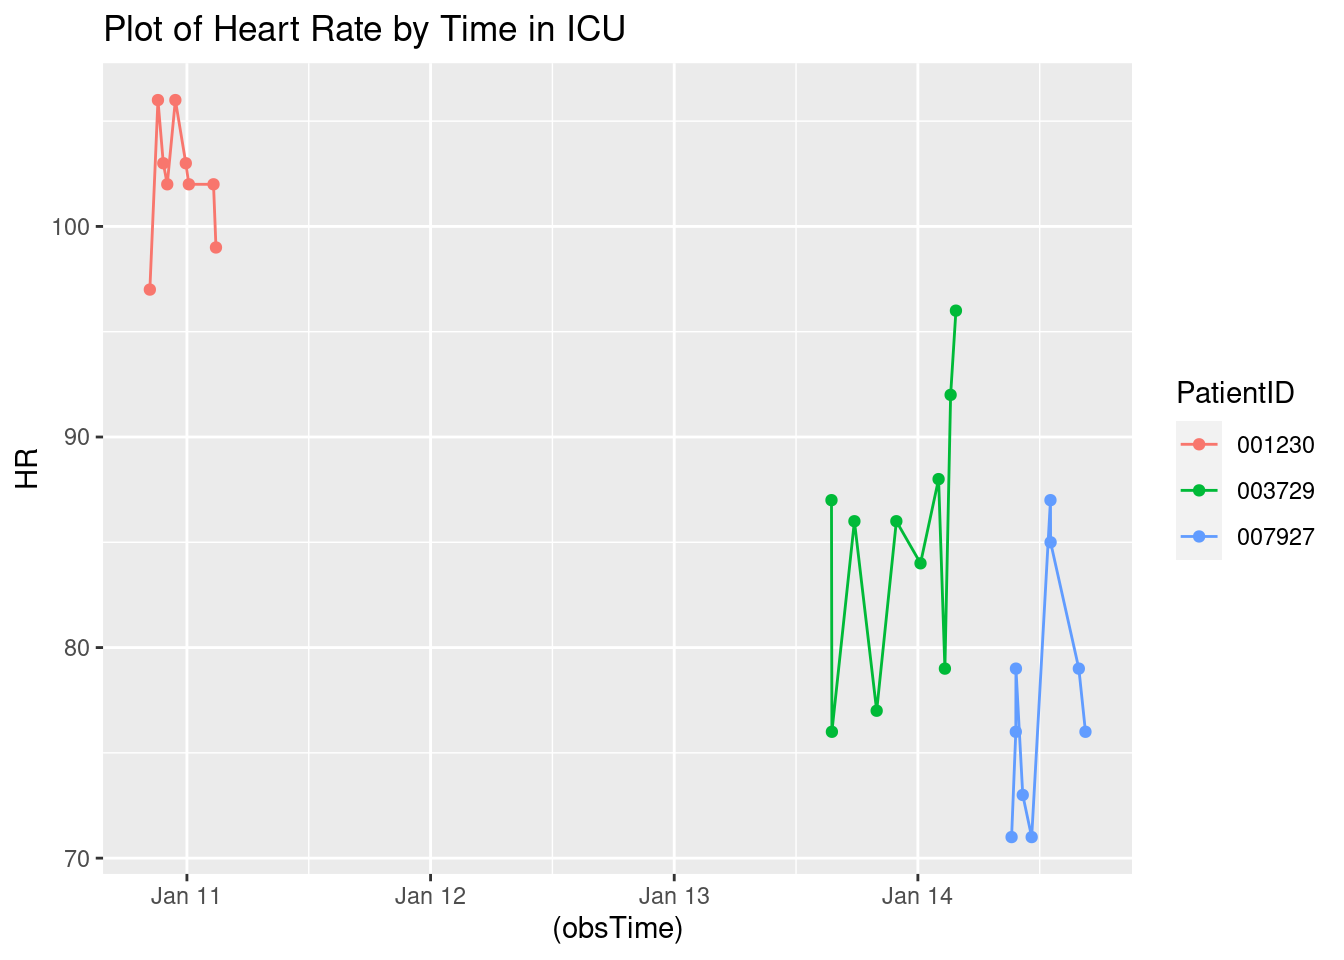 Plot of Heart Rate by Time in ICU
HR
100
90
80
70
Jan 11
Jan 12
Jan 13
Jan 14
(obsTime)
PatientID
001230
003729
007927